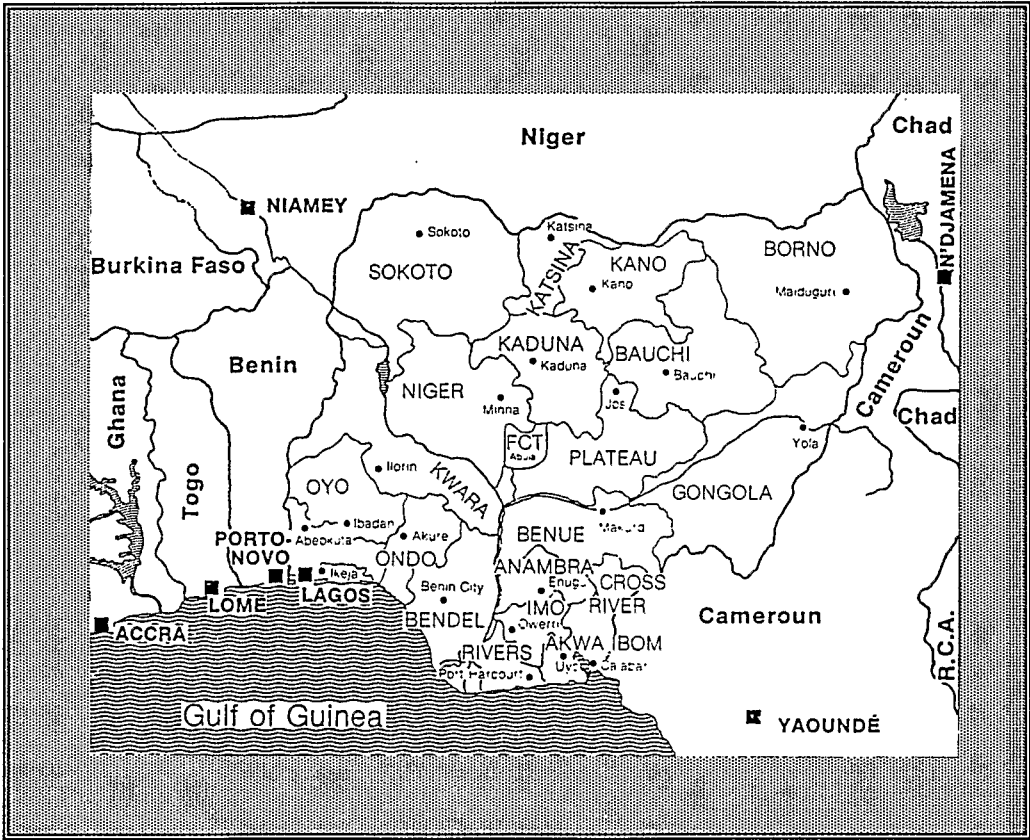 Niger
Chad
NIAMEY
N'DJAMENA
Sokoto
SOKOTO
Katsina
KATSINA
KANO
Kano
BORNO
Maiduguri
Burkina Faso
Benin
KADUNA
Kaduna
BAUCHI
Bauchi
Cameroun
Chad
NIGER
Minna
Jos
Ghana
Togo
FCT
Abuja
PLATEAU
Yola
GONGOLA
Ilorin
KWARA
OYO
Ibadan
Abeokuta
PORTO-
NOVO
Akure
ONDO
BENUE
Makurdi
ANAMBRA
Enugu
CROSS
RIVER
Ikeja
LAGOS
LOME
ACCRA
Benin City
BENDEL
IMO
Owerri
RIVERS
Port Harcourt
AKWA IBOM
Uyo
Calabar
Cameroun
R.C.A.
Gulf of Guinea
YAOUNDÉ